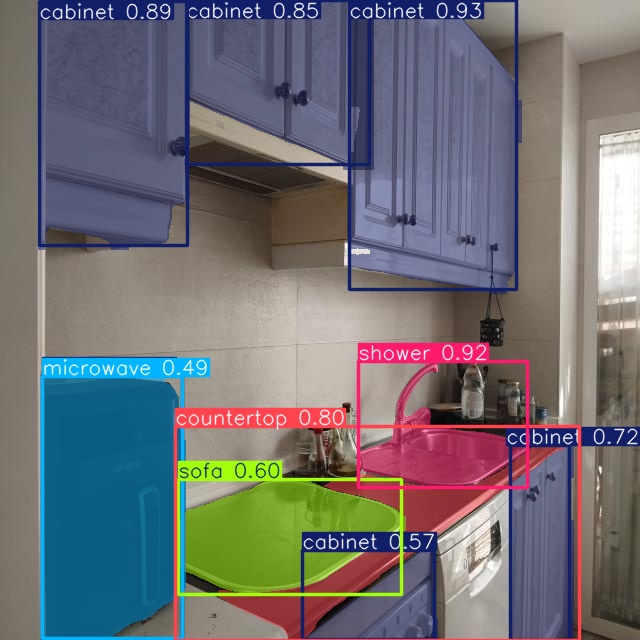 cabinet 0.89
cabinet 0.85
cabinet 0.93
shower 0.92
microwave 0.49
countertop 0.80
cabinet 0.72
sofa 0.60
cabinet 0.57